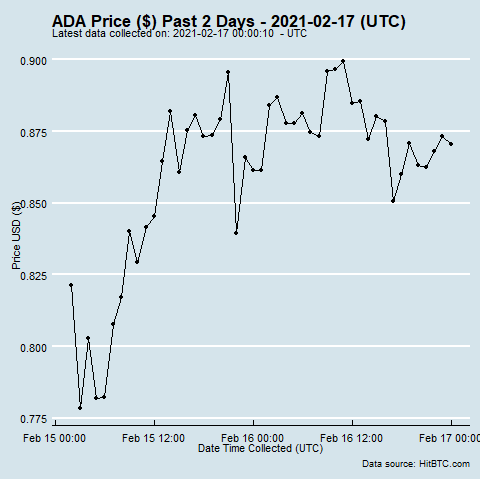 ADA Price ($) Past 2 Days - 2021-02-17 (UTC)
Latest data collected on: 2021-02-17 00:00:10 - UTC
Price USD ($)
0.900
0.875
0.850
0.825
0.800
0.775
Feb 15 00:00 Feb 15 12:00 Feb 16 00:00 Feb 16 12:00 Feb 17 00:00
Date Time Collected (UTC)
Data source: HitBTC.com